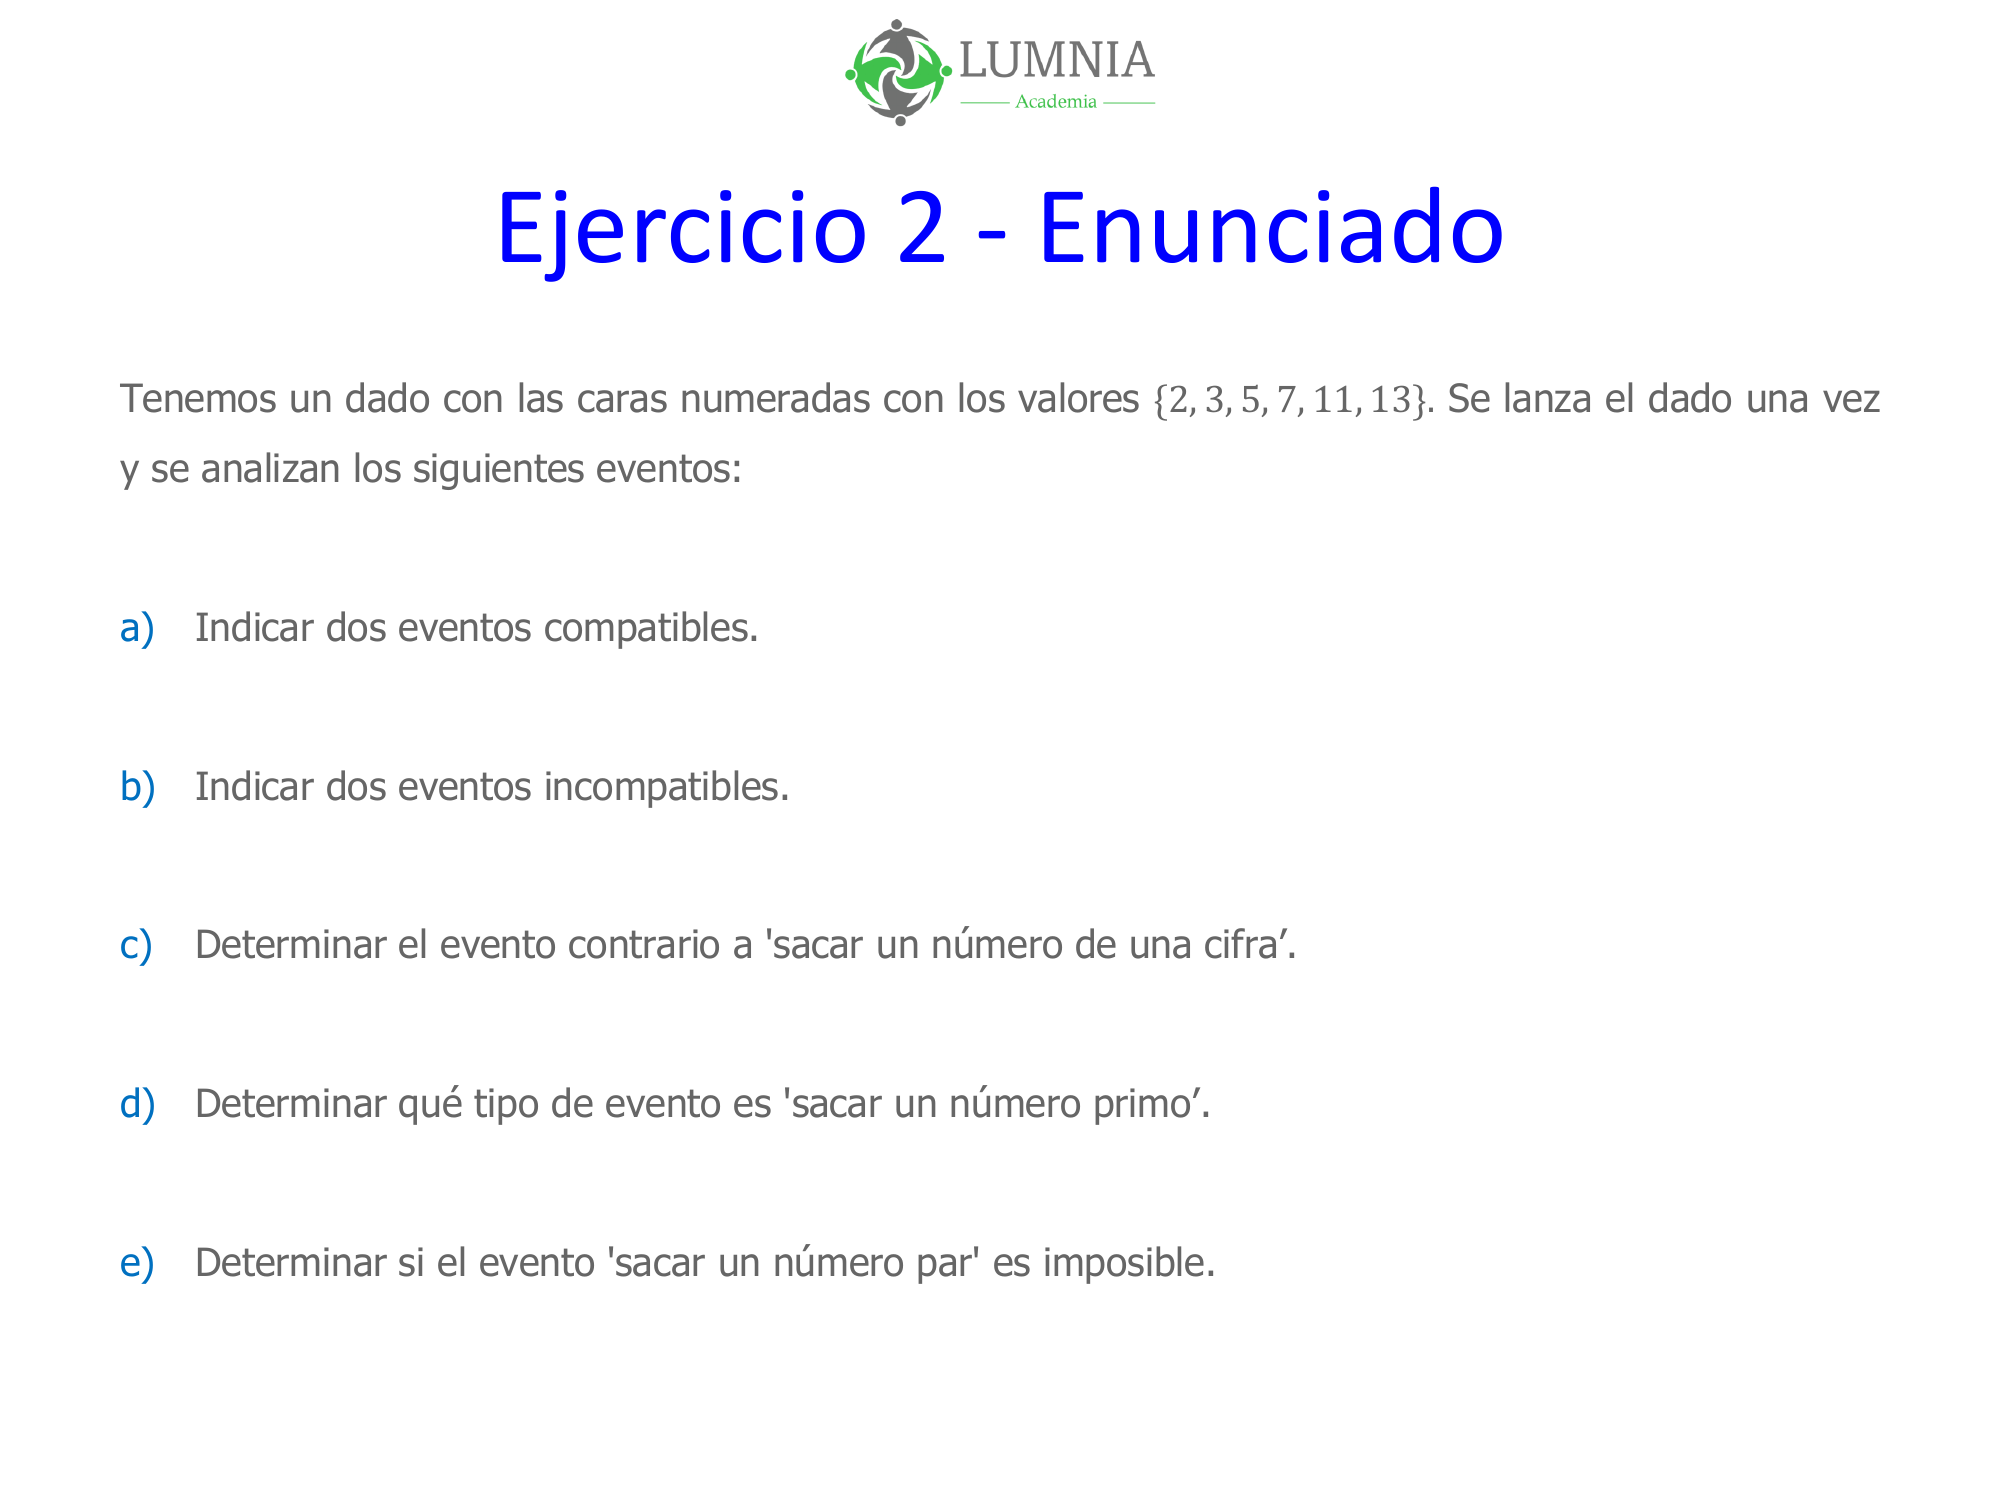 LUMNIA
Academia
Ejercicio 2 - Enunciado
Tenemos un dado con las caras numeradas con los valores {2, 3, 5, 7, 11, 13}. Se lanza el dado una vez
y se analizan los siguientes eventos:
a) Indicar dos eventos compatibles.
b) Indicar dos eventos incompatibles.
c) Determinar el evento contrario a 'sacar un número de una cifra’.
d) Determinar qué tipo de evento es 'sacar un número primo’.
e) Determinar si el evento 'sacar un número par' es imposible.